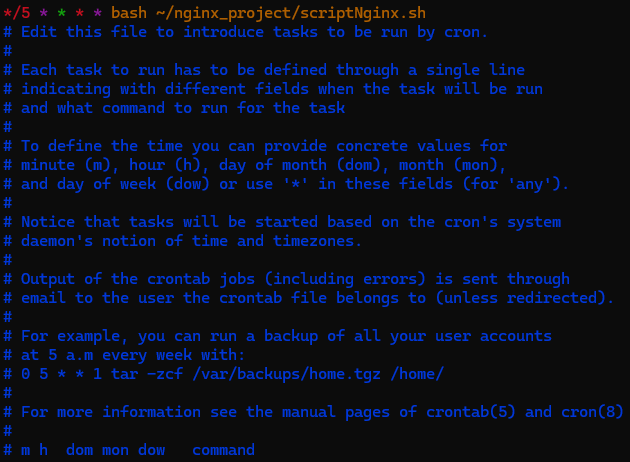 */5 * * * * bash ~/nginx_project/scriptNginx.sh
# Edit this file to introduce tasks to be run by cron.
#
# Each task to run has to be defined through a single line
# indicating with different fields when the task will be run
# and what command to run for the task
#
# To define the time you can provide concrete values for
# minute (m), hour (h), day of month (dom), month (mon),
# and day of week (dow) or use '*' in these fields (for 'any').
#
# Notice that tasks will be started based on the cron's system
# daemon's notion of time and timezones.
#
# Output of the crontab jobs (including errors) is sent through
# email to the user the crontab file belongs to (unless redirected).
#
# For example, you can run a backup of all your user accounts
# at 5 a.m every week with:
# 0 5 * * 1 tar -zcf /var/backups/home.tgz /home/
#
# For more information see the manual pages of crontab(5) and cron(8)
#
# m h  dom mon dow   command